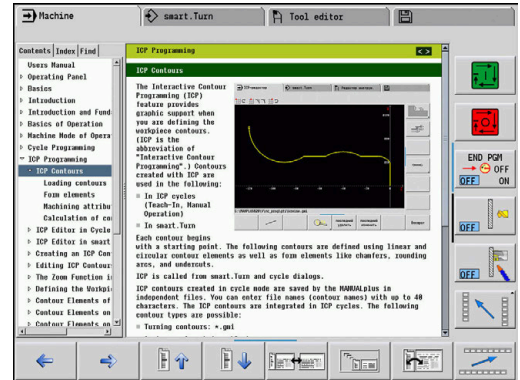 Machine
smart.Turn
Tool editor
Contents Index Find
Users Manual
Operating Panel
Basics
Introduction
Introduction and Fund
Basics of Operation
Machine Mode of Opera
Cycle Programming
ICP Programming
ICP Contours
Loading contours
Form elements
Machining attribu
Calculation of co
ICP Editor in Cycle
ICP Editor in smart
Creating an ICP Con
Editing ICP Contour
The Zoom Function i
Defining the Workpi
Contour Elements of
Contour Elements on
Contour Elements on
ICP Programming
ICP Contours
The Interactive Contour
Programming (ICP)
feature provides
graphic support when
you are defining the
workpiece contours.
(ICP is the
abbreviation of
"Interactive Contour
Programming".) Contours
created with ICP are
used in the following:
In ICP cycles
(Teach-In, Manual
Operation)
In smart.Turn
Each contour begins
with a starting point. The following contours are defined using linear and
circular contour elements as well as form elements like chamfers, rounding
arcs, and undercuts.
ICP is called from smart.Turn and cycle dialogs.
ICP contours created in cycle mode are saved by the MANUALplus in
independent files. You can enter file names (contour names) with up to 40
characters. The ICP contours are integrated in ICP cycles. The following
contour types are possible:
Turning contours: *.gmi
END PGM
OFF
OFF ON
OFF
OFF